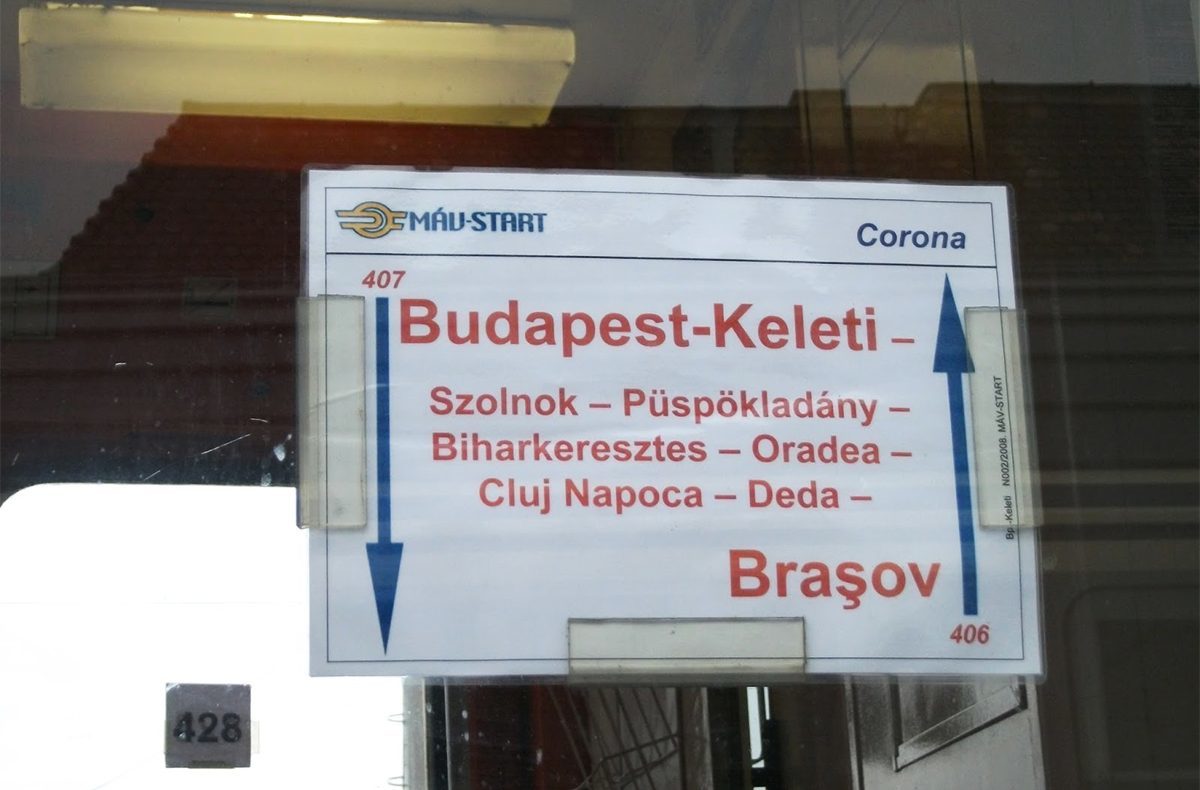 MÁV-START
Corona
407
Budapest-Keleti –
Szolnok – Püspökladány –
Biharkeresztes – Oradea –
Cluj Napoca – Deda –
Braşov
406
Bp.-Keleti N002/2008. MÁV-START
428